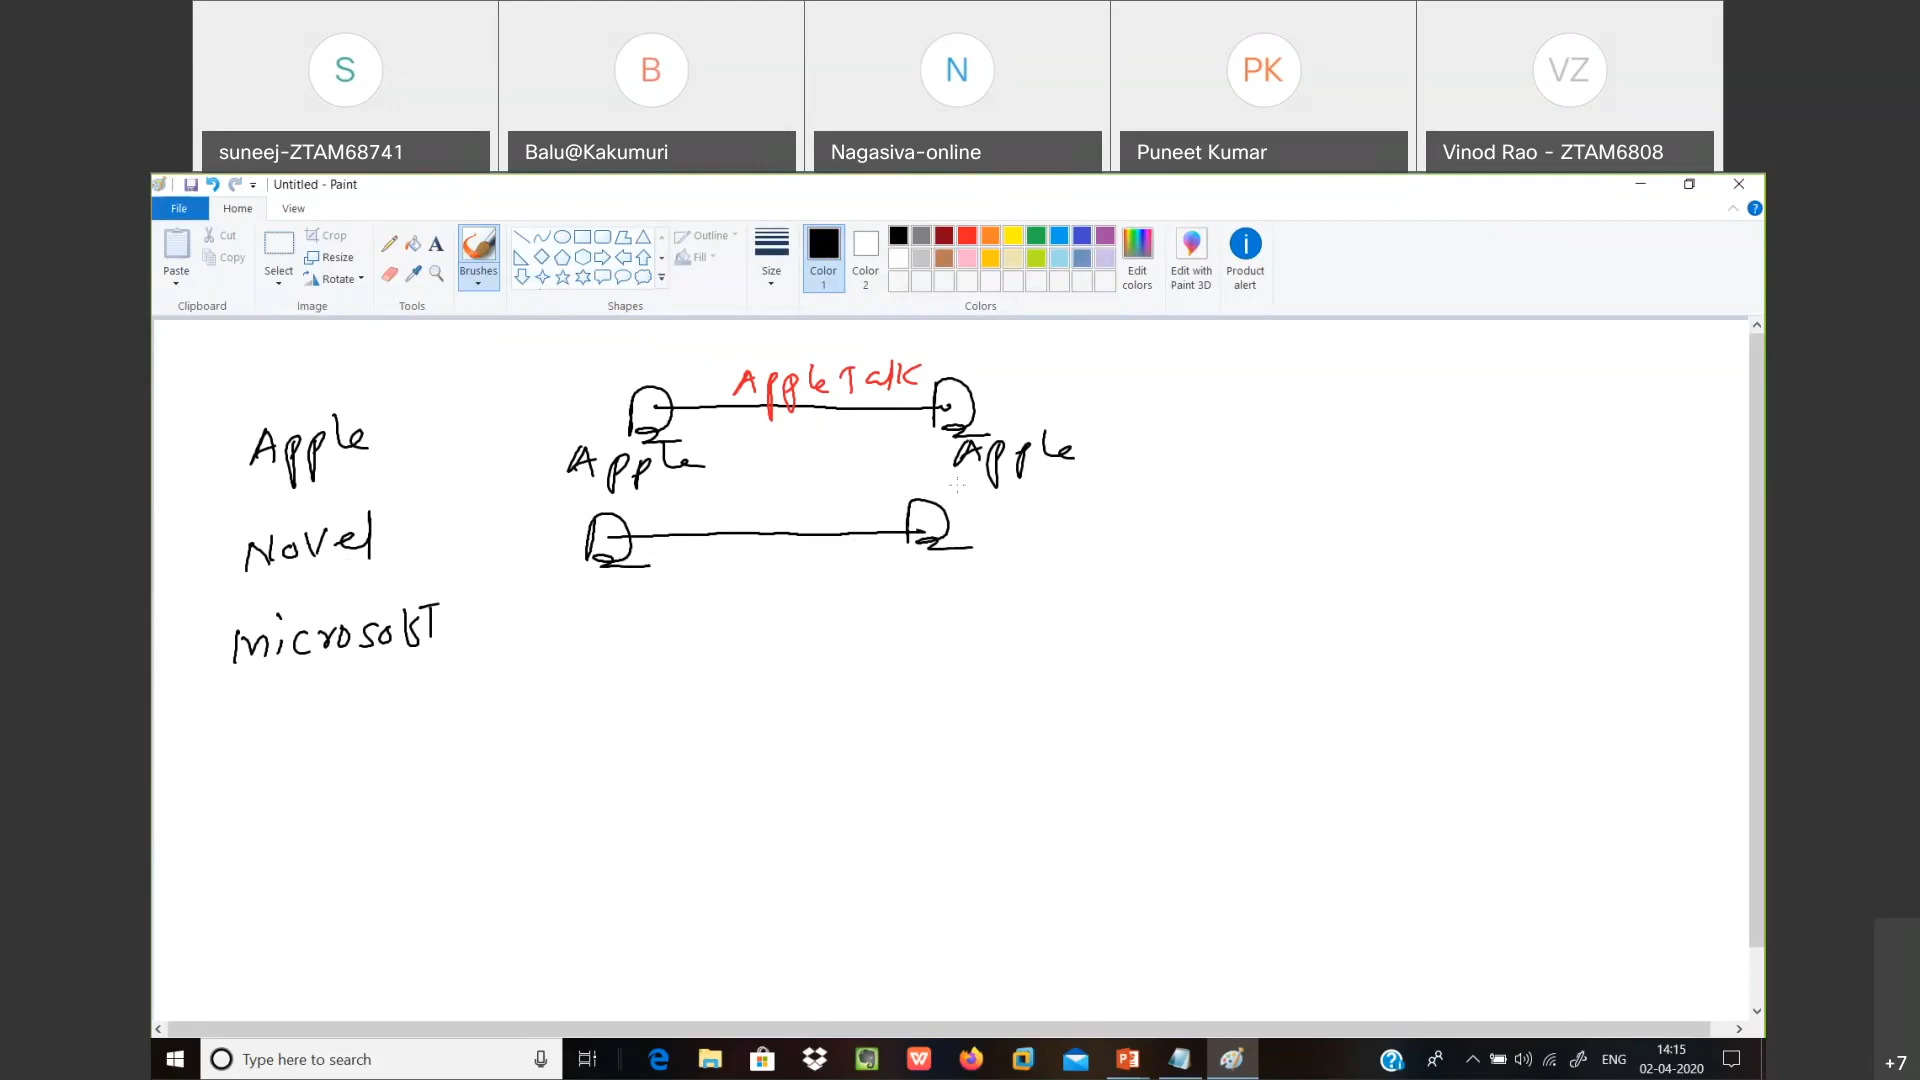 S B N PK VZ
suneej-ZTAM68741 Balu@Kakumuri Nagasiva-online Puneet Kumar Vinod Rao - ZTAM6808
Untitled - Paint
File Home View
Paste Cut Copy Select Crop Resize Rotate A Brushes Outline Fill Size Color 1 Color 2 Edit colors Edit with Paint 3D Product alert
Clipboard Image Tools Shapes Colors
AppleTalk
Apple Apple Apple
Novel
microsoft
Type here to search ENG 14:15
02-04-2020
+7